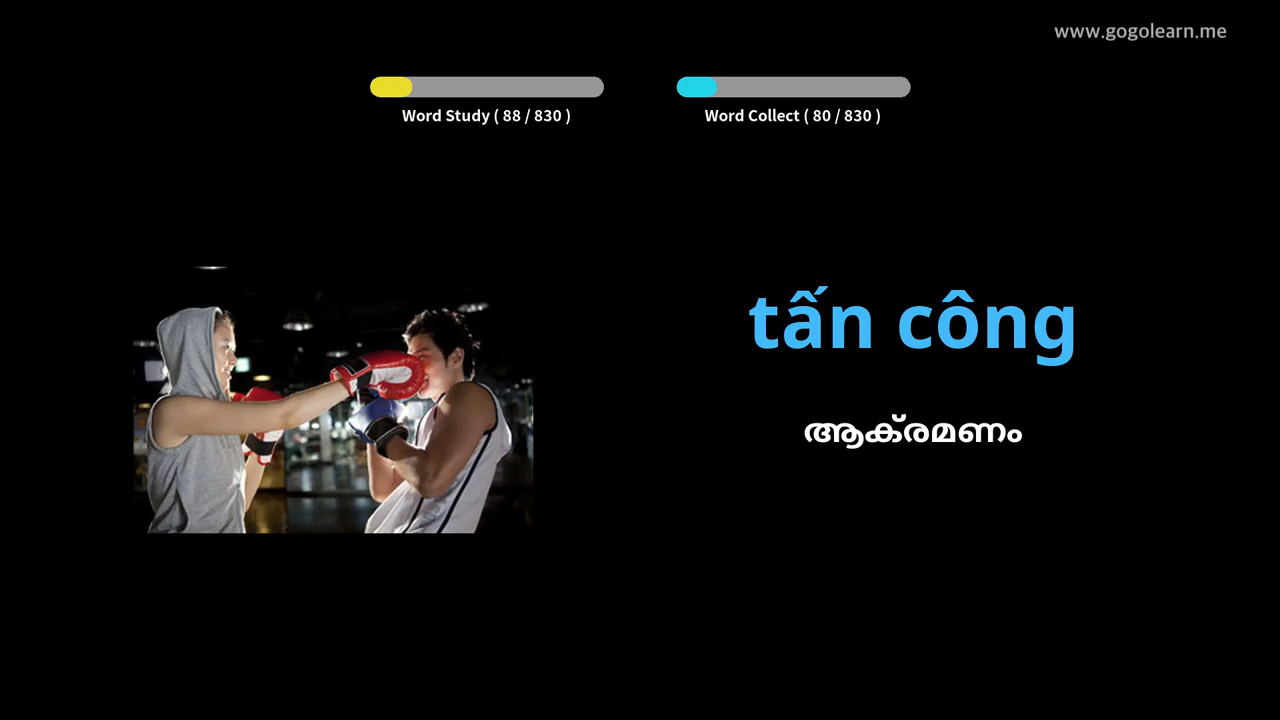 www.gogolearn.me
Word Study ( 88 / 830 )
Word Collect ( 80 / 830 )
tấn công
ആക്രമണം